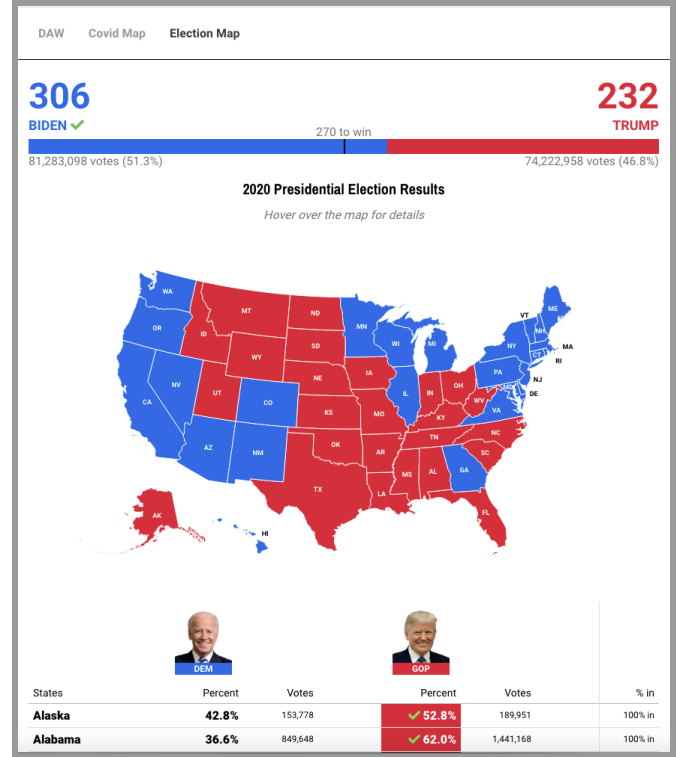 DAW Covid Map Election Map
306 232
BIDEN TRUMP
270 to win
81,283,098 votes (51.3%) 74,222,958 votes (46.8%)
2020 Presidential Election Results
Hover over the map for details
WA
ME
MT ND
VT
OR MN
NH
ID
SD WI MI NY MA
WY CT RI
IA PA
NE NJ
NV UT OH MD DE
CA CO IL IN WV VA
KS MO KY
AZ NM OK TN NC
AR SC
MS AL GA
TX LA
FL
AK
HI
DEM GOP
States Percent Votes Percent Votes % in
Alaska 42.8% 153,778 52.8% 189,951 100% in
Alabama 36.6% 849,648 62.0% 1,441,168 100% in